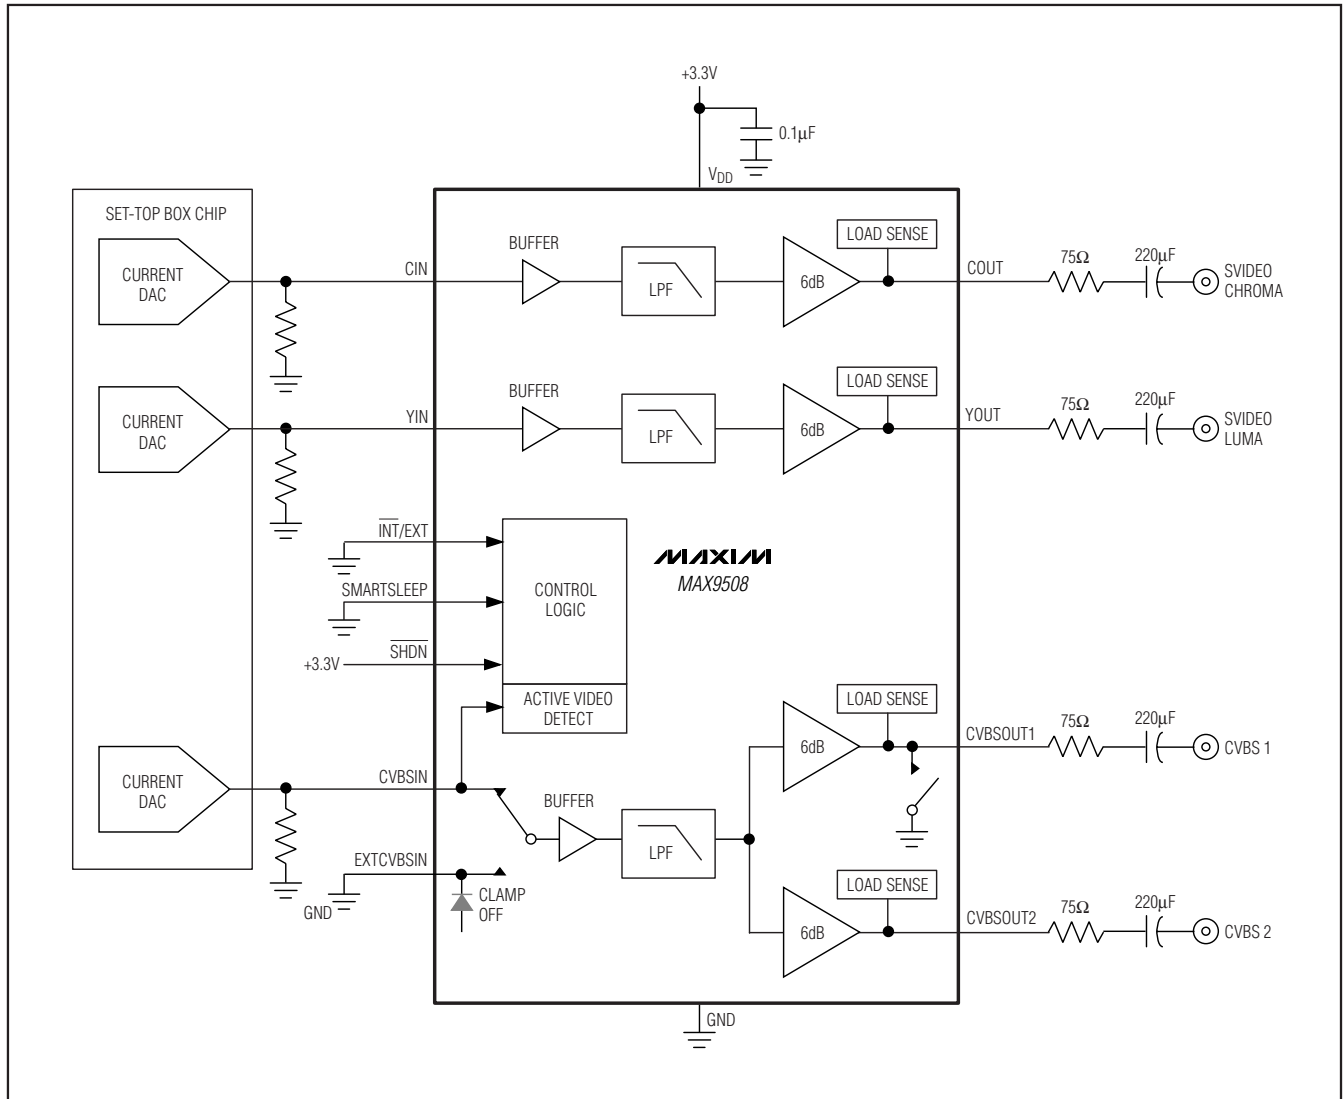 +3.3V
0.1µF
VDD
SET-TOP BOX CHIP
CURRENT
DAC
CIN
BUFFER
LPF
6dB
LOAD SENSE
COUT
75Ω
220µF
SVIDEO
CHROMA
CURRENT
DAC
YIN
BUFFER
LPF
6dB
LOAD SENSE
YOUT
75Ω
220µF
SVIDEO
LUMA
INT/EXT
SMARTSLEEP
SHDN
+3.3V
CONTROL
LOGIC
ACTIVE VIDEO
DETECT
MAXIM
MAX9508
CURRENT
DAC
CVBSIN
EXTCVBSIN
GND
CLAMP
OFF
BUFFER
LPF
6dB
LOAD SENSE
CVBSOUT1
75Ω
220µF
CVBS 1
6dB
LOAD SENSE
CVBSOUT2
75Ω
220µF
CVBS 2
GND